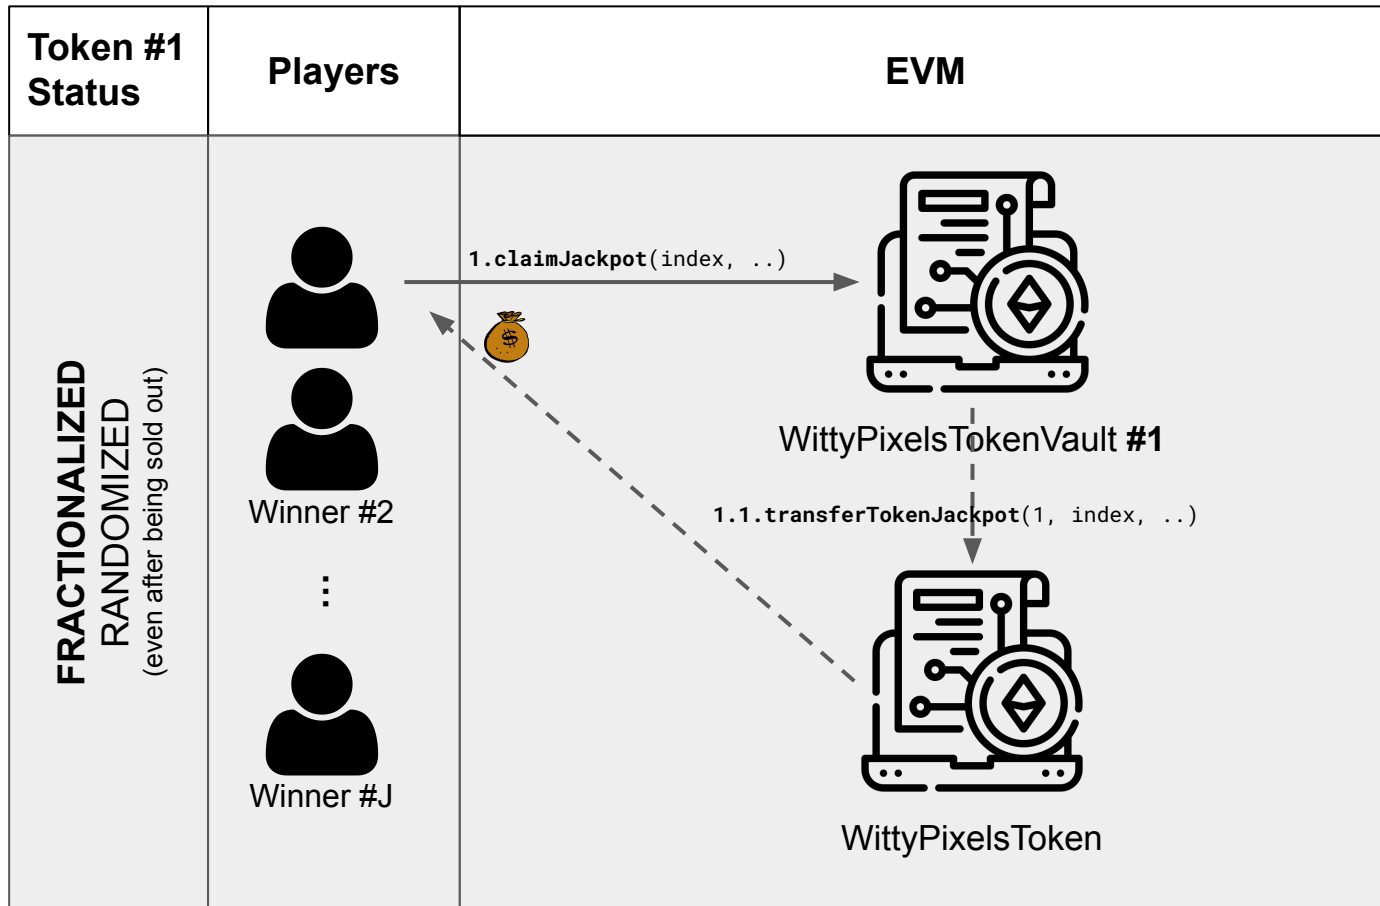 Token #1
Status
Players
EVM
FRACTIONALIZED
RANDOMIZED
(even after being sold out)
1.claimJackpot(index, ..)
$
WittyPixelsTokenVault #1
Winner #2
1.1.transferTokenJackpot(1, index, ..)
...
Winner #J
WittyPixelsToken